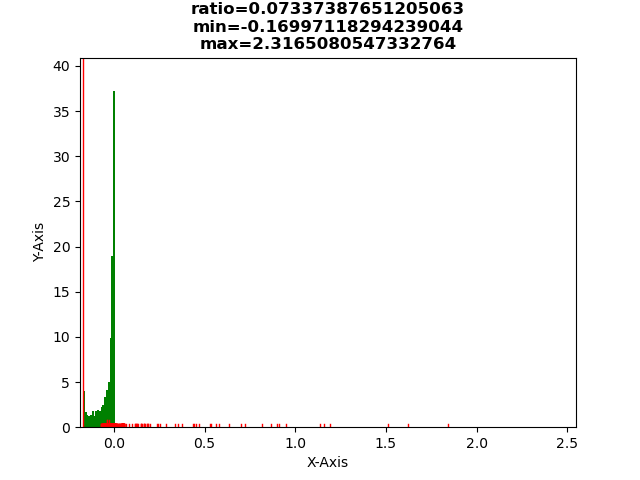 ratio=0.07337387651205063
min=-0.16997118294239044
max=2.3165080547332764
40
35
30
25
20
15
10
5
0
Y-Axis
0.0 0.5 1.0 1.5 2.0 2.5
X-Axis